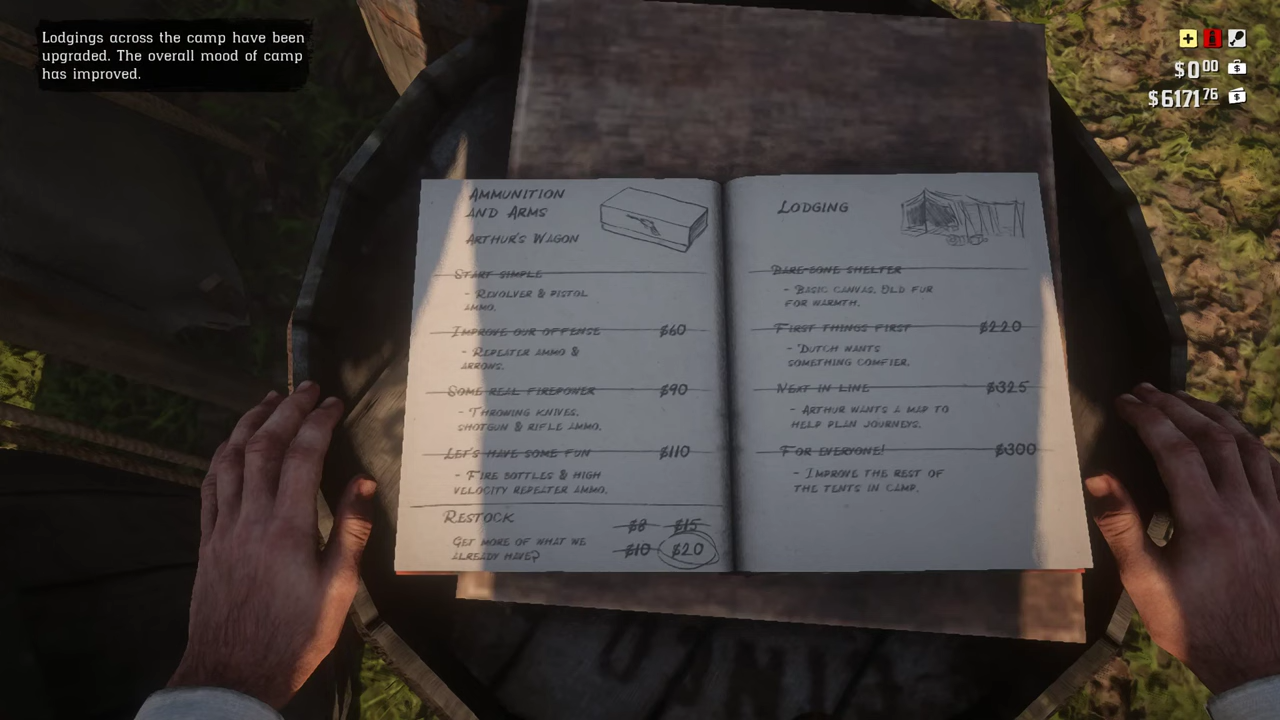 Lodgings across the camp have been
upgraded. The overall mood of camp
has improved.
$0.00
$6171.76
AMMUNITION
AND ARMS
ARTHUR'S WAGON
START SIMPLE
- REVOLVER & PISTOL
AMMO.
IMPROVE OUR OFFENSE $60
- REPEATER AMMO &
ARROWS.
SOME REAL FIREPOWER $90
- THROWING KNIVES,
SHOTGUN & RIFLE AMMO.
LET'S HAVE SOME FUN $110
- FIRE BOTTLES & HIGH
VELOCITY REPEATER AMMO.
RESTOCK
$8 $15
GET MORE OF WHAT WE
ALREADY HAVE? $10 $20
LODGING
BARE-BONE SHELTER
- BASIC CANVAS. OLD FUR
FOR WARMTH.
FIRST THINGS FIRST $220
- DUTCH WANTS
SOMETHING COMFIER.
NEXT IN LINE $325
- ARTHUR WANTS A MAP TO
HELP PLAN JOURNEYS.
FOR EVERYONE! $300
- IMPROVE THE REST OF
THE TENTS IN CAMP.